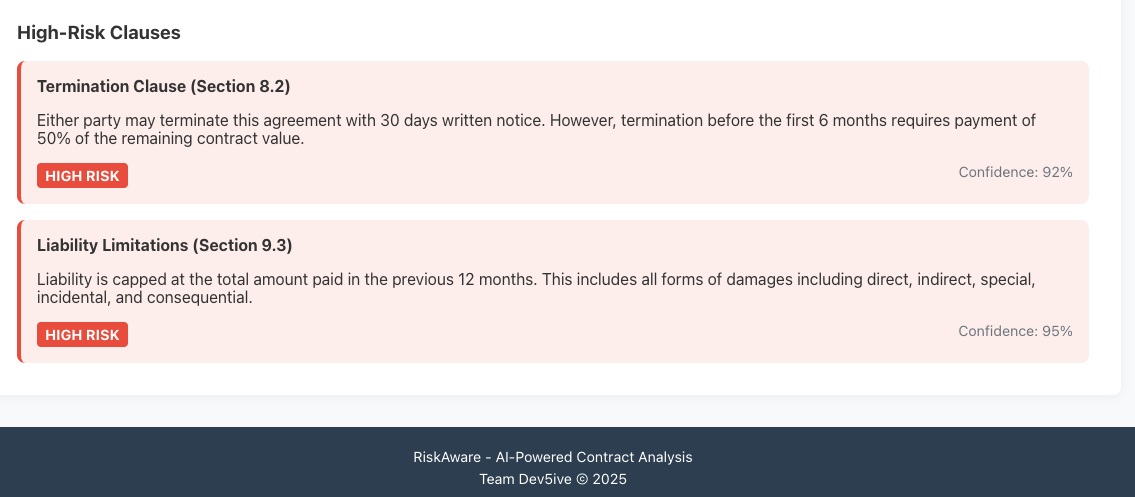 High-Risk Clauses
Termination Clause (Section 8.2)
Either party may terminate this agreement with 30 days written notice. However, termination before the first 6 months requires payment of
50% of the remaining contract value.
HIGH RISK
Confidence: 92%
Liability Limitations (Section 9.3)
Liability is capped at the total amount paid in the previous 12 months. This includes all forms of damages including direct, indirect, special,
incidental, and consequential.
HIGH RISK
Confidence: 95%
RiskAware - AI-Powered Contract Analysis
Team Dev5ive © 2025